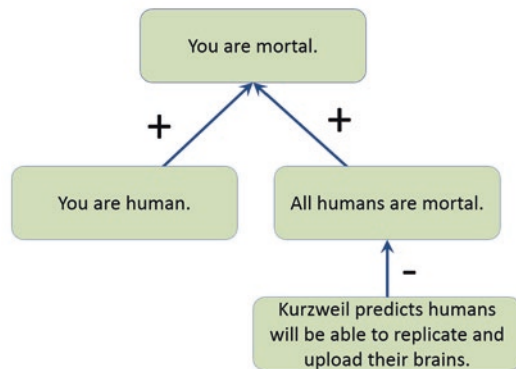 You are mortal.
+
+
You are human.
All humans are mortal.
-
Kurzweil predicts humans
will be able to replicate and
upload their brains.